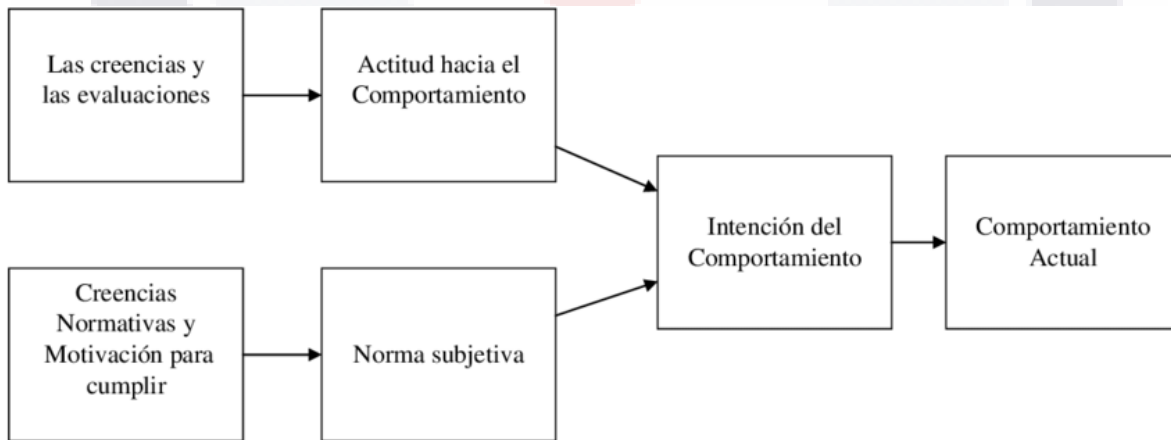 Las creencias y
las evaluaciones
Actitud hacia el
Comportamiento
Creencias
Normativas y
Motivación para
cumplir
Norma subjetiva
Intención del
Comportamiento
Comportamiento
Actual